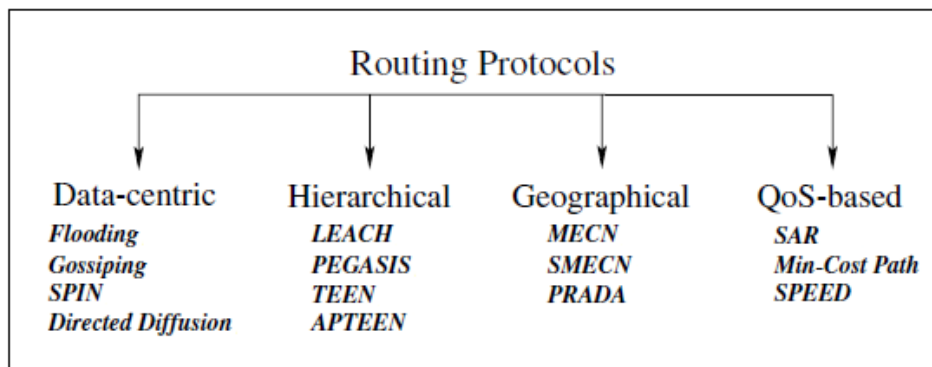 Routing Protocols
Data-centric
Flooding
Gossiping
SPIN
Directed Diffusion
Hierarchical
LEACH
PEGASIS
TEEN
APTEEN
Geographical
MECN
SMECN
PRADA
QoS-based
SAR
Min-Cost Path
SPEED